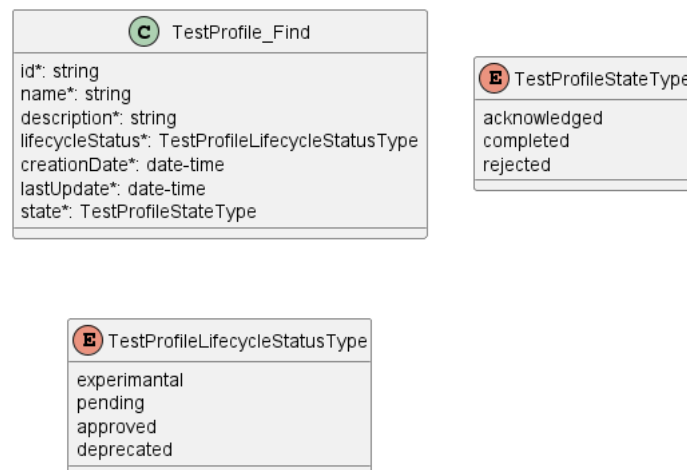 C TestProfile_Find
id*: string
name*: string
description*: string
lifecycleStatus*: TestProfileLifecycleStatusType
creationDate*: date-time
lastUpdate*: date-time
state*: TestProfileStateType
E TestProfileStateType
acknowledged
completed
rejected
E TestProfileLifecycleStatusType
experimantal
pending
approved
deprecated